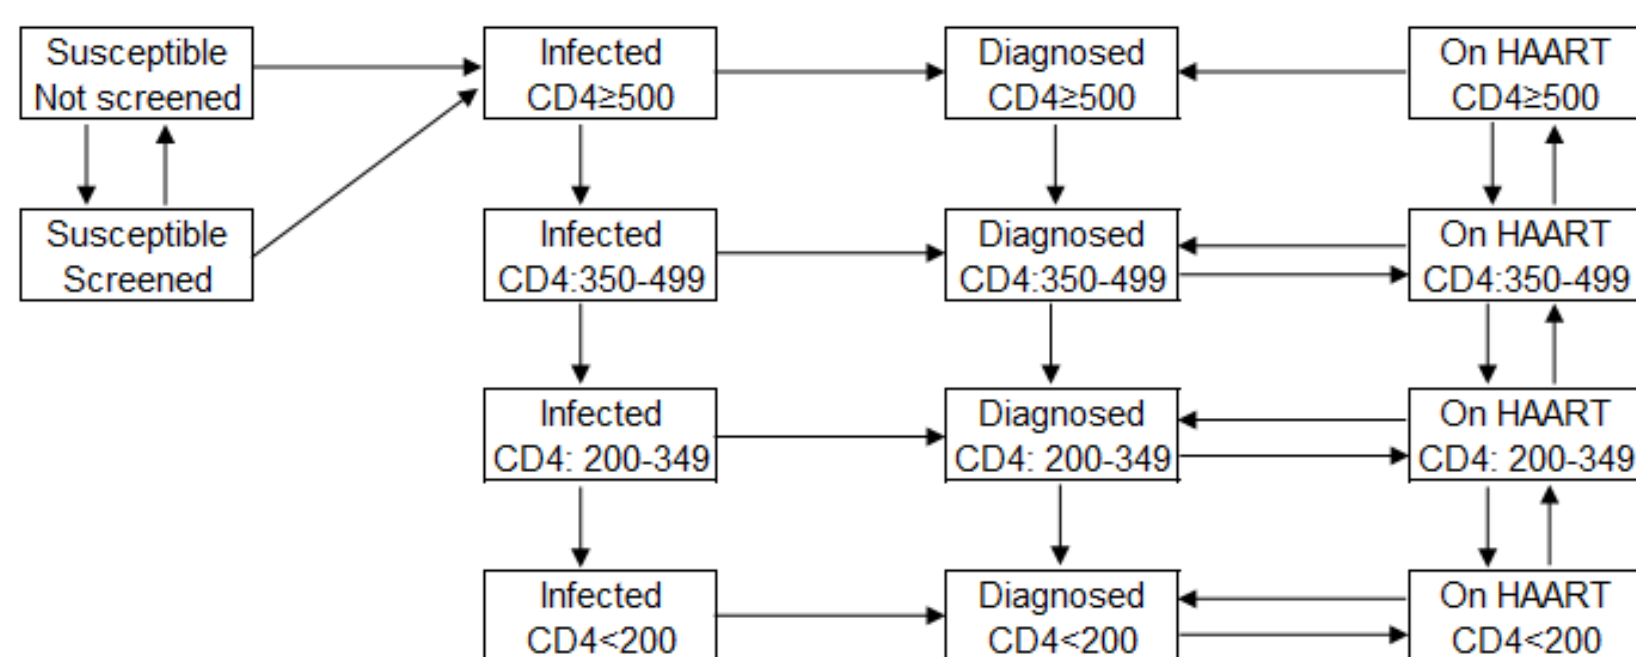 Susceptible
Not screened
Infected
CD4≥500
Diagnosed
CD4≥500
On HAART
CD4≥500
Susceptible
Screened
Infected
CD4:350-499
Diagnosed
CD4:350-499
On HAART
CD4:350-499
Infected
CD4: 200-349
Diagnosed
CD4: 200-349
On HAART
CD4: 200-349
Infected
CD4<200
Diagnosed
CD4<200
On HAART
CD4<200